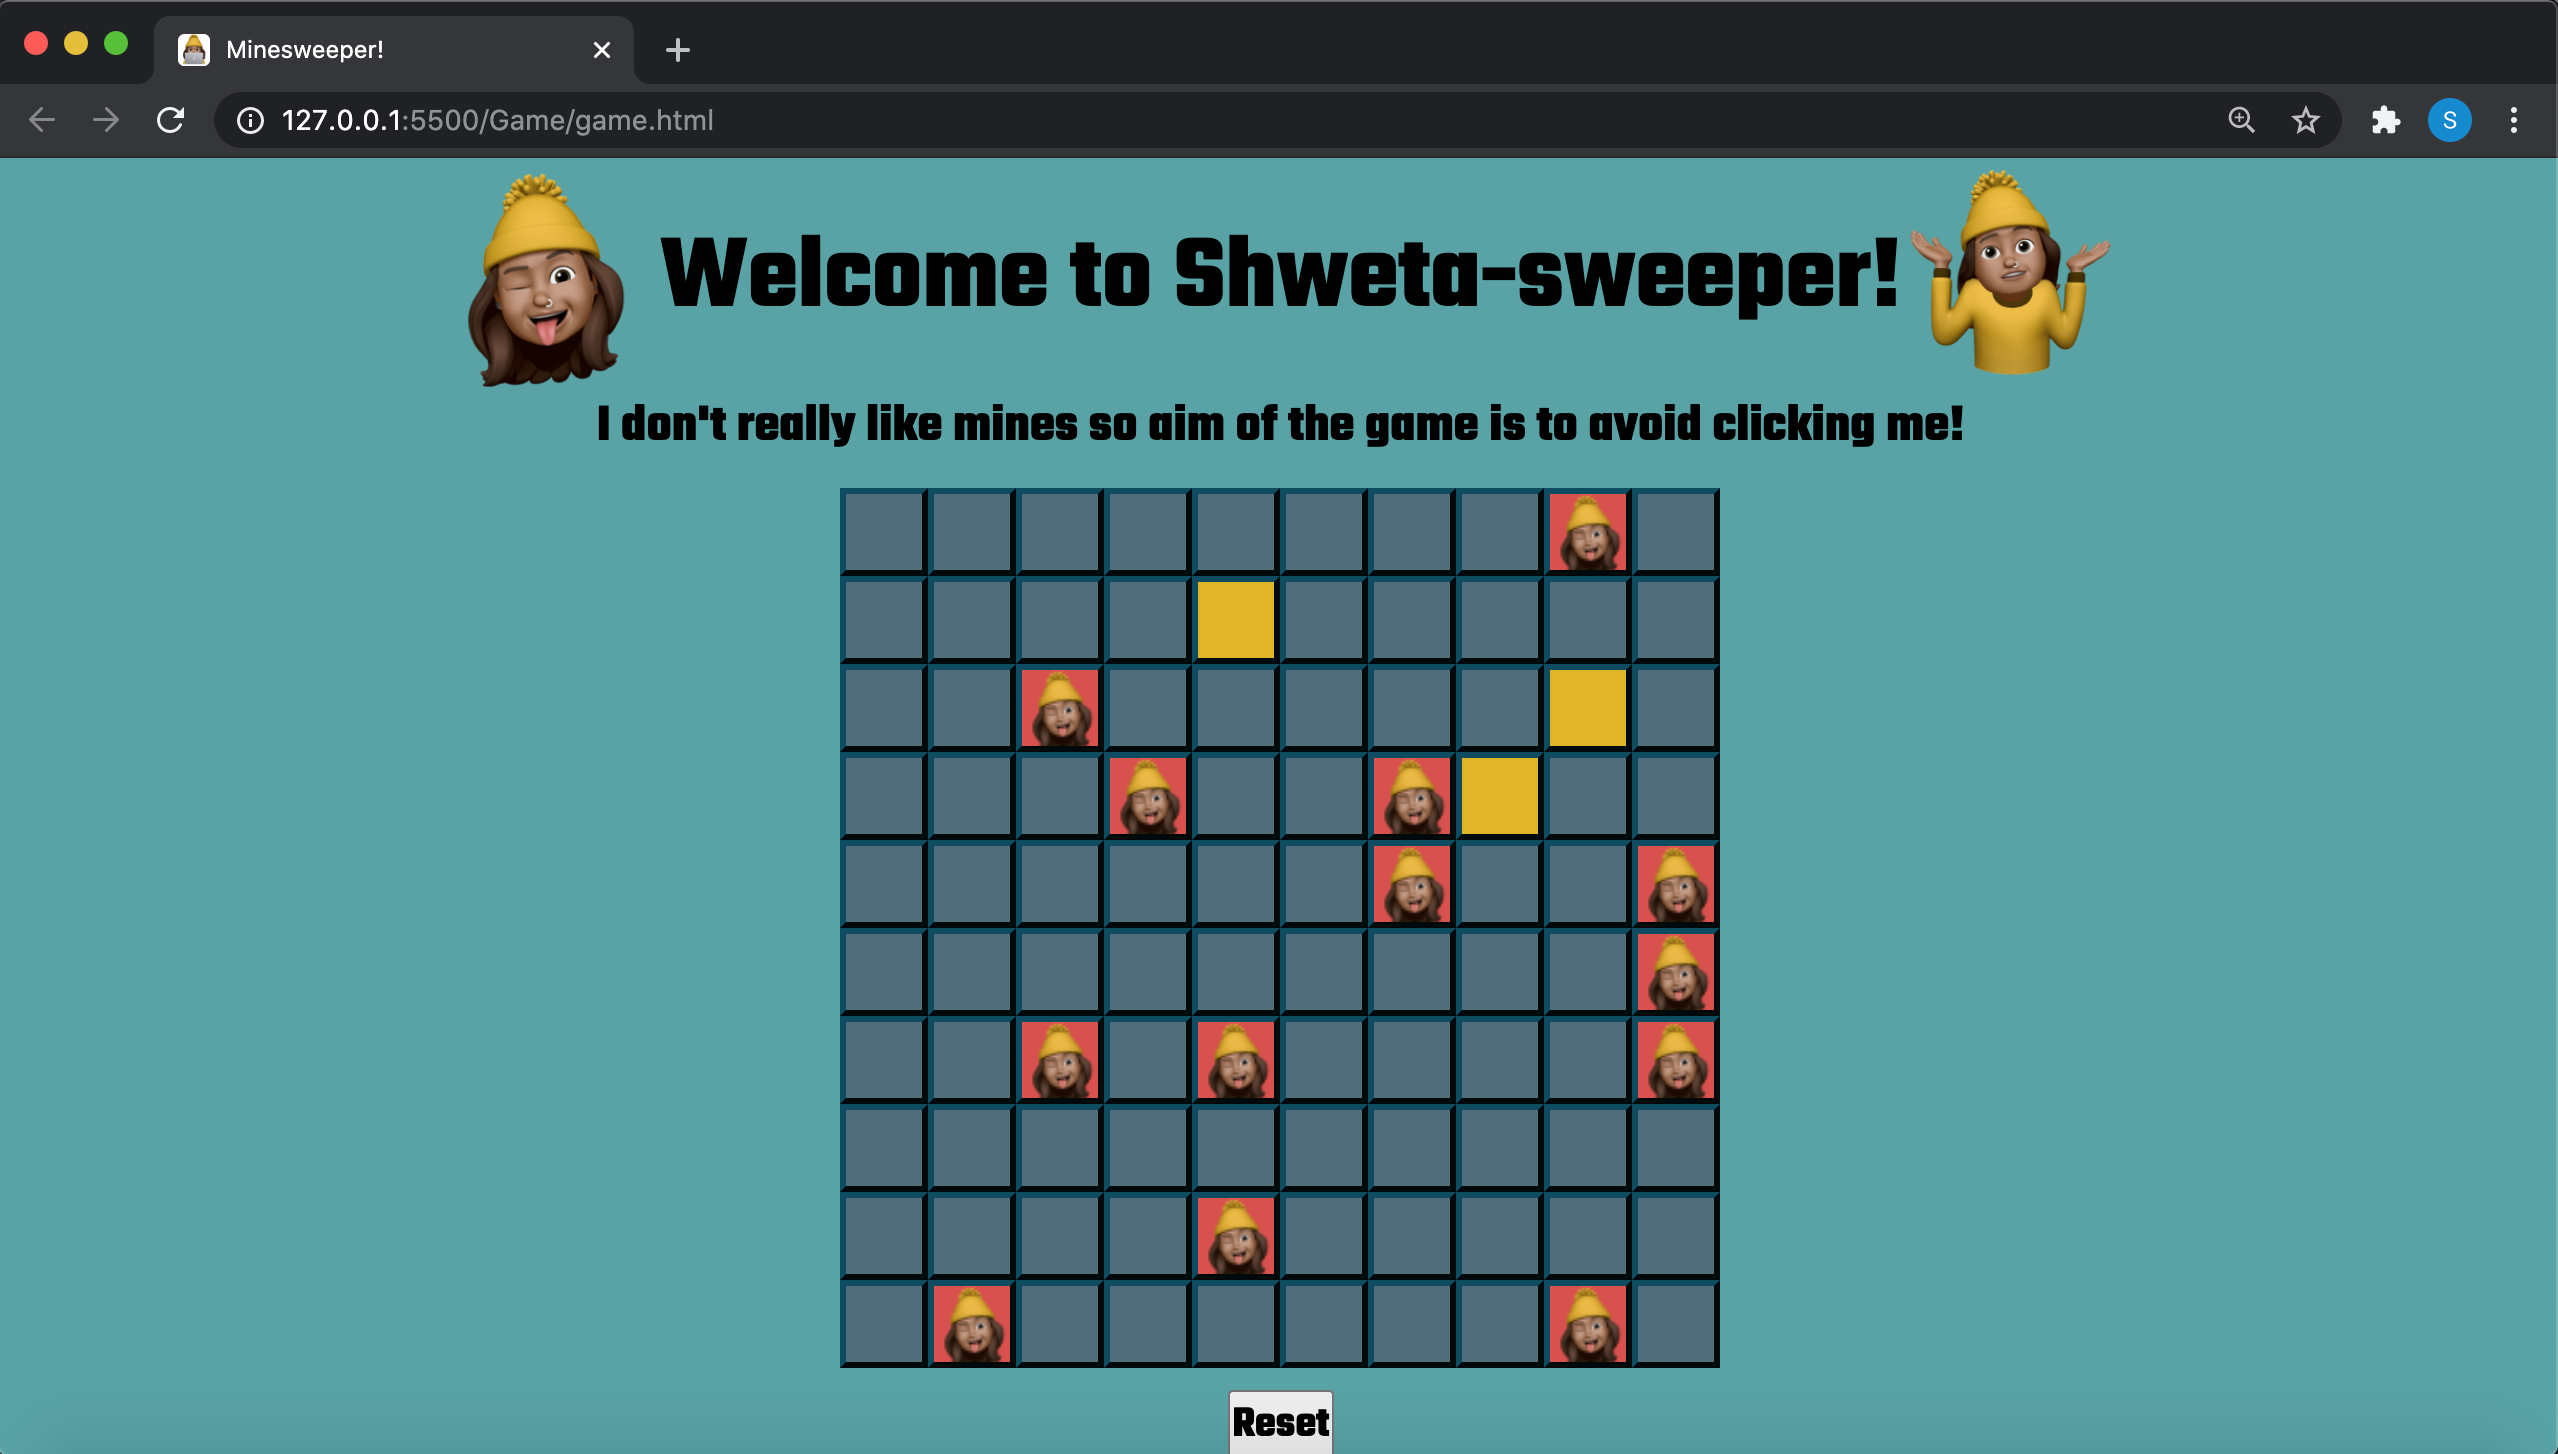 Minesweeper!
127.0.0.1:5500/Game/game.html
S
Welcome to Shweta-sweeper!
I don't really like mines so aim of the game is to avoid clicking me!
Reset